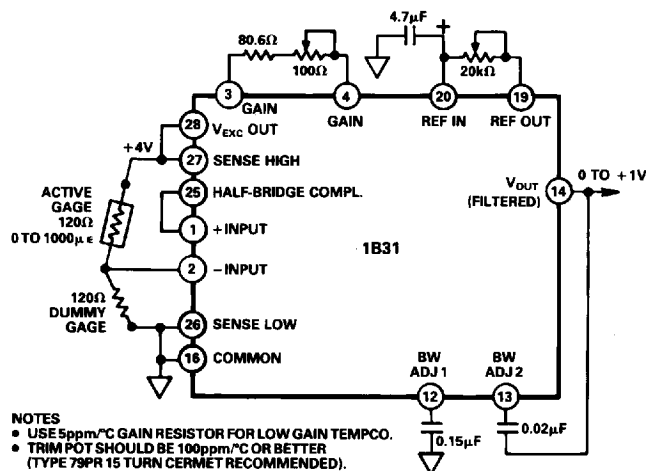 4.7µF
+
80.6Ω
100Ω
20kΩ
3
4
20
19
GAIN
GAIN
REF IN
REF OUT
28
V_EXC OUT
+4V
27
SENSE HIGH
0 TO +1V
25
HALF-BRIDGE COMPL.
V_OUT
(FILTERED)
14
ACTIVE
GAGE
120Ω
0 TO 1000µε
1
+INPUT
1B31
2
–INPUT
120Ω
DUMMY
GAGE
26
SENSE LOW
16
COMMON
BW
ADJ 1
BW
ADJ 2
12
13
0.15µF
0.02µF
NOTES
• USE 5ppm/°C GAIN RESISTOR FOR LOW GAIN TEMPCO.
• TRIM POT SHOULD BE 100ppm/°C OR BETTER
(TYPE 79PR 15 TURN CERMET RECOMMENDED).